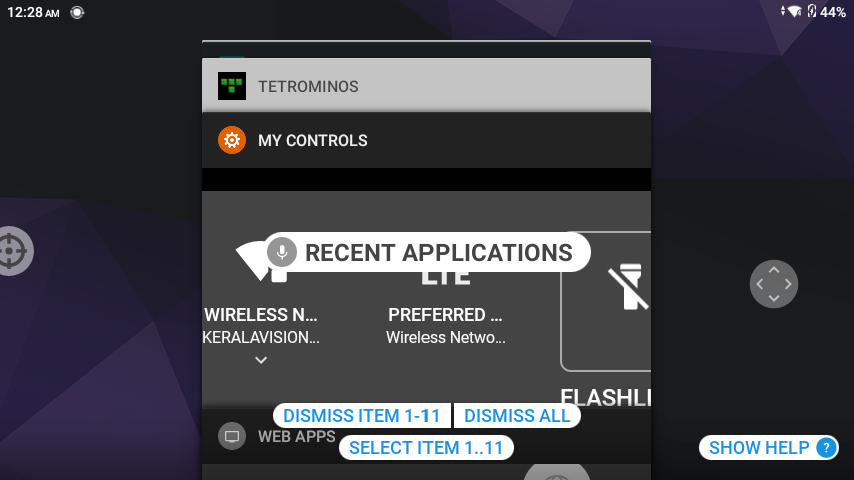 12:28 AM
44%
TETROMINOS
MY CONTROLS
RECENT APPLICATIONS
LTE
WIRELESS N...
PREFERRED ...
KERALAVISION...
Wireless Netwo...
FLASHLI
DISMISS ITEM 1-11
DISMISS ALL
WEB APPS
SELECT ITEM 1..11
SHOW HELP ?